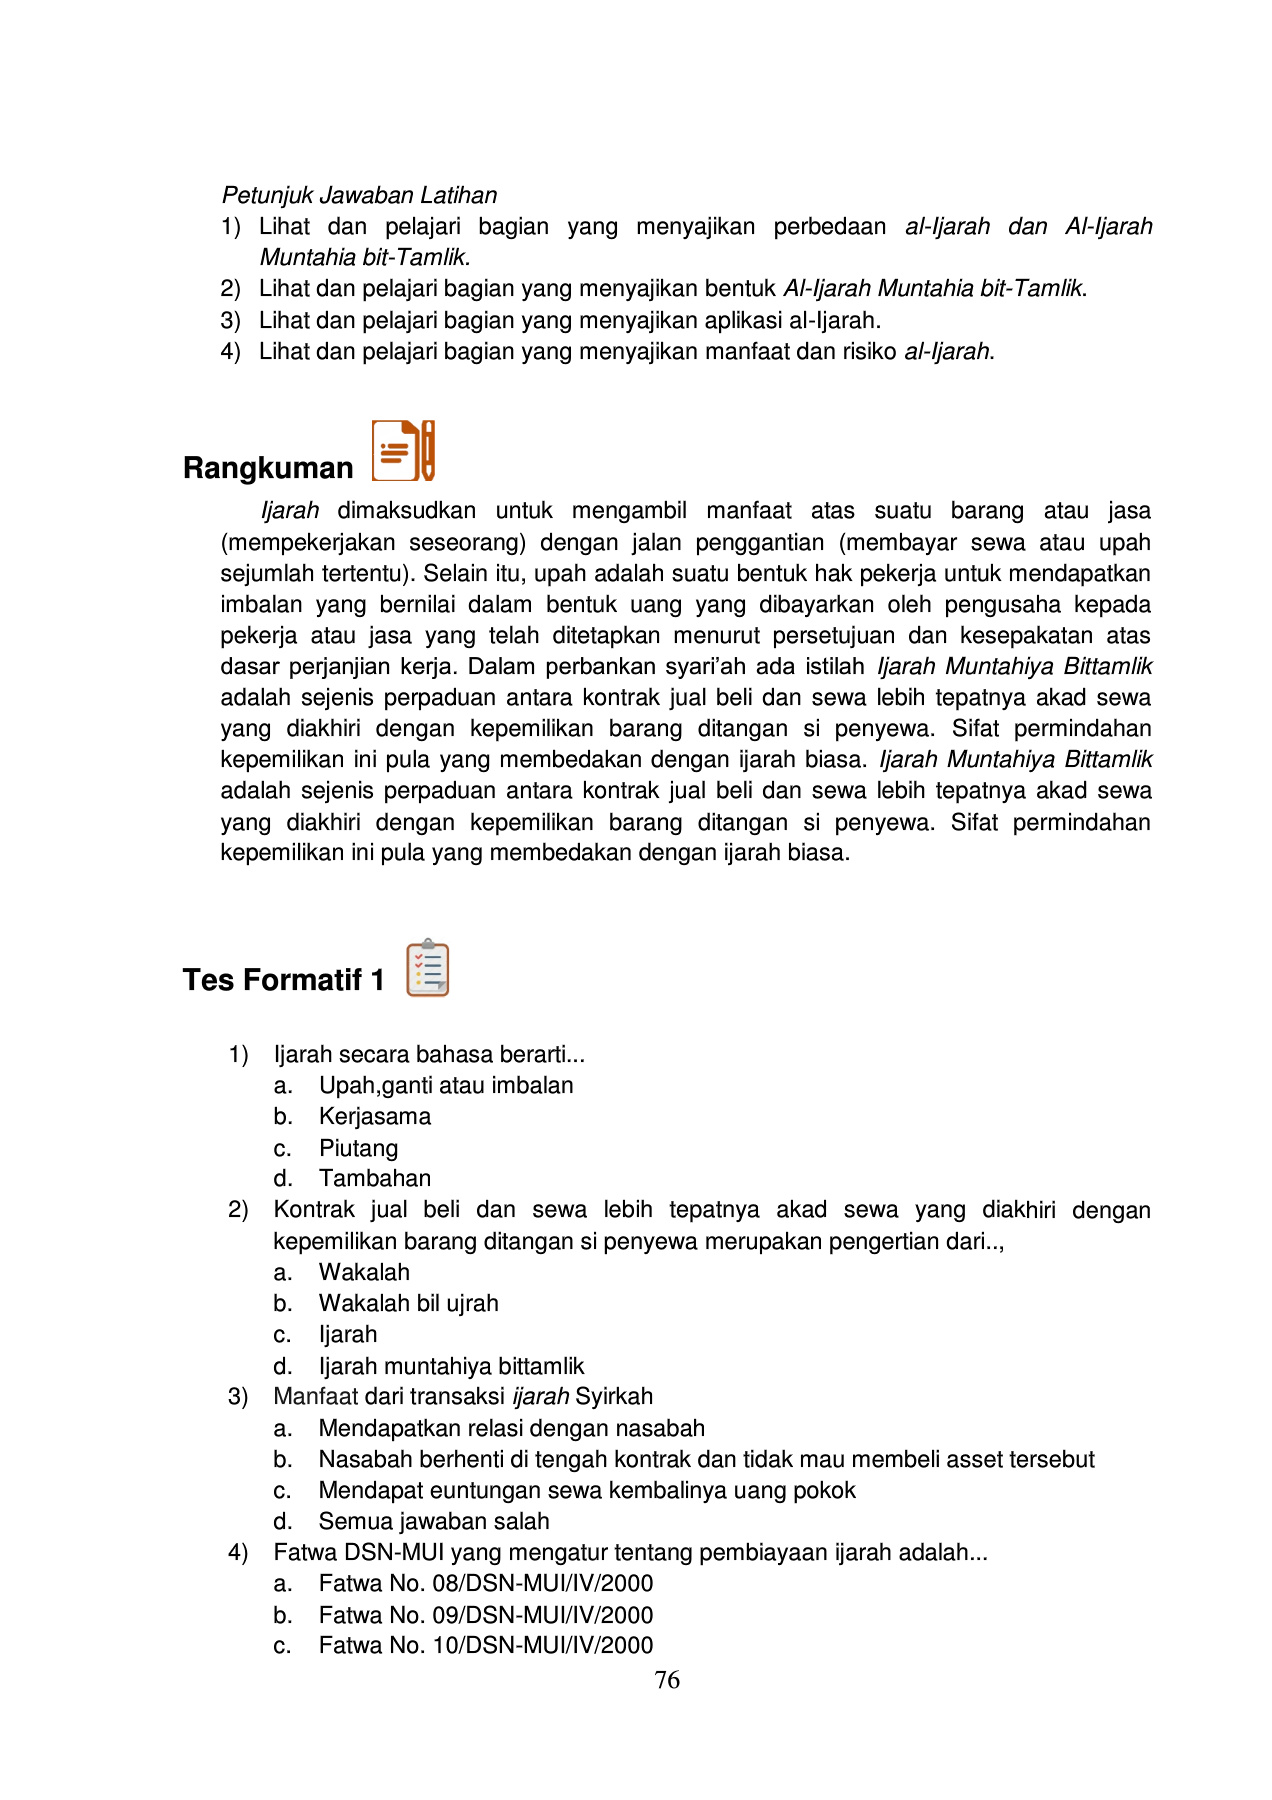 Petunjuk Jawaban Latihan
1) Lihat dan pelajari bagian yang menyajikan perbedaan al-Ijarah dan Al-Ijarah
Muntahia bit-Tamlik.
2) Lihat dan pelajari bagian yang menyajikan bentuk Al-Ijarah Muntahia bit-Tamlik.
3) Lihat dan pelajari bagian yang menyajikan aplikasi al-Ijarah.
4) Lihat dan pelajari bagian yang menyajikan manfaat dan risiko al-Ijarah.
Rangkuman
Ijarah dimaksudkan untuk mengambil manfaat atas suatu barang atau jasa
(mempekerjakan seseorang) dengan jalan penggantian (membayar sewa atau upah
sejumlah tertentu). Selain itu, upah adalah suatu bentuk hak pekerja untuk mendapatkan
imbalan yang bernilai dalam bentuk uang yang dibayarkan oleh pengusaha kepada
pekerja atau jasa yang telah ditetapkan menurut persetujuan dan kesepakatan atas
dasar perjanjian kerja. Dalam perbankan syari’ah ada istilah Ijarah Muntahiya Bittamlik
adalah sejenis perpaduan antara kontrak jual beli dan sewa lebih tepatnya akad sewa
yang diakhiri dengan kepemilikan barang ditangan si penyewa. Sifat permindahan
kepemilikan ini pula yang membedakan dengan ijarah biasa. Ijarah Muntahiya Bittamlik
adalah sejenis perpaduan antara kontrak jual beli dan sewa lebih tepatnya akad sewa
yang diakhiri dengan kepemilikan barang ditangan si penyewa. Sifat permindahan
kepemilikan ini pula yang membedakan dengan ijarah biasa.
Tes Formatif 1
1) Ijarah secara bahasa berarti...
a. Upah,ganti atau imbalan
b. Kerjasama
c. Piutang
d. Tambahan
2) Kontrak jual beli dan sewa lebih tepatnya akad sewa yang diakhiri dengan
kepemilikan barang ditangan si penyewa merupakan pengertian dari..,
a. Wakalah
b. Wakalah bil ujrah
c. Ijarah
d. Ijarah muntahiya bittamlik
3) Manfaat dari transaksi ijarah Syirkah
a. Mendapatkan relasi dengan nasabah
b. Nasabah berhenti di tengah kontrak dan tidak mau membeli asset tersebut
c. Mendapat euntungan sewa kembalinya uang pokok
d. Semua jawaban salah
4) Fatwa DSN-MUI yang mengatur tentang pembiayaan ijarah adalah...
a. Fatwa No. 08/DSN-MUI/IV/2000
b. Fatwa No. 09/DSN-MUI/IV/2000
c. Fatwa No. 10/DSN-MUI/IV/2000
76